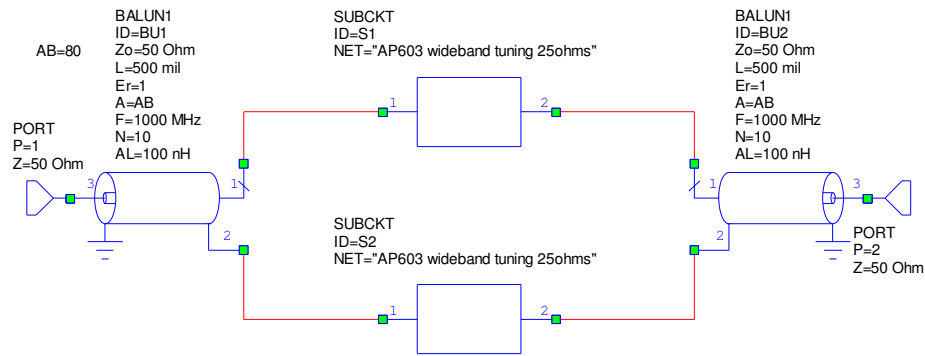 AB=80
BALUN1
ID=BU1
Zo=50 Ohm
L=500 mil
Er=1
A=AB
F=1000 MHz
N=10
AL=100 nH
SUBCKT
ID=S1
NET="AP603 wideband tuning 25ohms"
BALUN1
ID=BU2
Zo=50 Ohm
L=500 mil
Er=1
A=AB
F=1000 MHz
N=10
AL=100 nH
PORT
P=1
Z=50 Ohm
3
1
2
1
2
1
2
3
SUBCKT
ID=S2
NET="AP603 wideband tuning 25ohms"
1
2
PORT
P=2
Z=50 Ohm